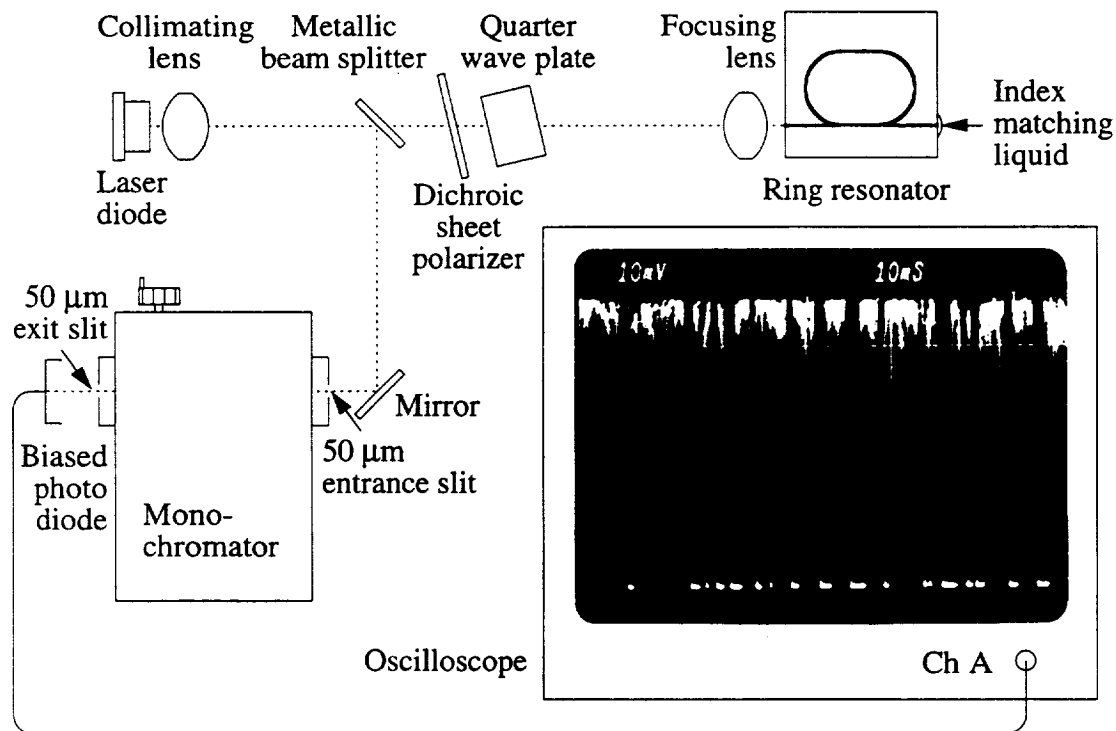 Collimating
lens
Metallic
beam splitter
Quarter
wave plate
Focusing
lens
Index
matching
liquid
Laser
diode
Dichroic
sheet
polarizer
Ring resonator
50 µm
exit slit
10mV
10mS
Mirror
50 µm
entrance slit
Biased
photo
diode
Mono-
chromator
Oscilloscope
Ch A